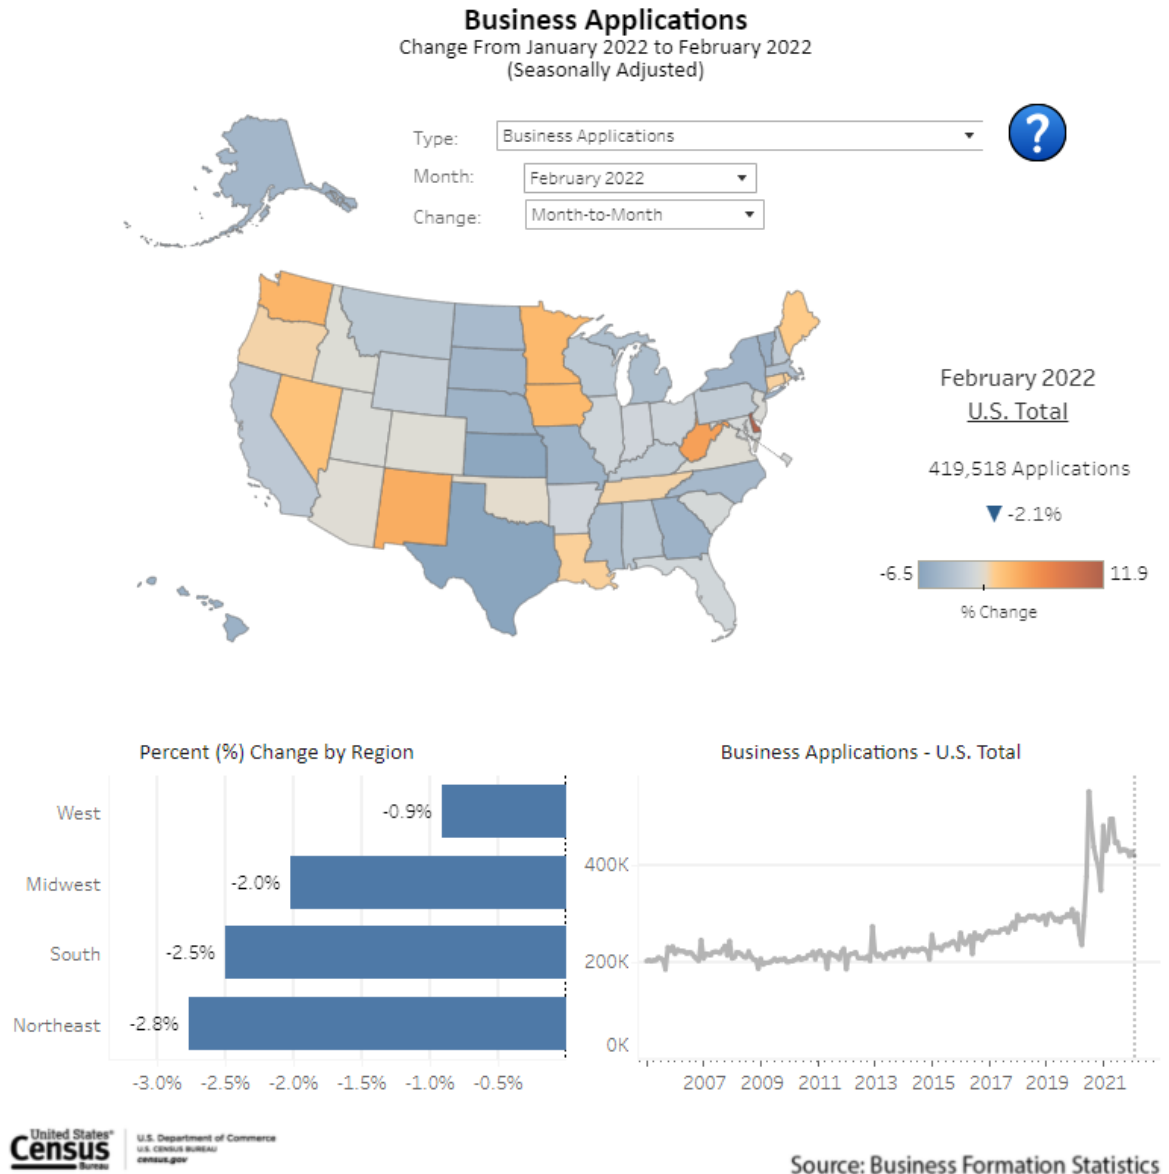 Business Applications
Change From January 2022 to February 2022
(Seasonally Adjusted)
Type: Business Applications
?
Month: February 2022
Change: Month-to-Month
February 2022
U.S. Total
419,518 Applications
▼ -2.1%
-6.5 11.9
% Change
Percent (%) Change by Region
West -0.9%
Midwest -2.0%
South -2.5%
Northeast -2.8%
-3.0% -2.5% -2.0% -1.5% -1.0% -0.5%
Business Applications - U.S. Total
400K
200K
0K
2007 2009 2011 2013 2015 2017 2019 2021
United States®
Census
Bureau
U.S. Department of Commerce
U.S. CENSUS BUREAU
census.gov
Source: Business Formation Statistics